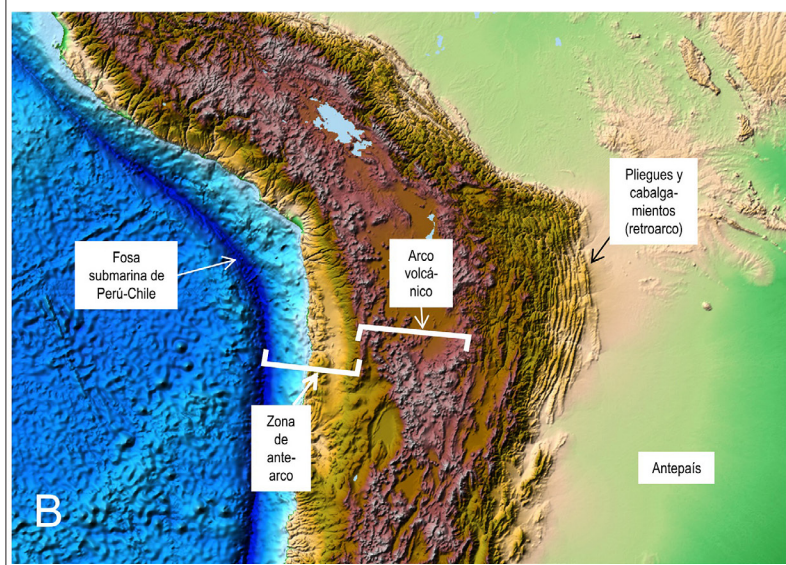 Pliegues y
cabalga-
mientos
(retroarco)
Fosa
submarina de
Perú-Chile
Arco
volcá-
nico
Zona
de
ante-
arco
Antepaís
B